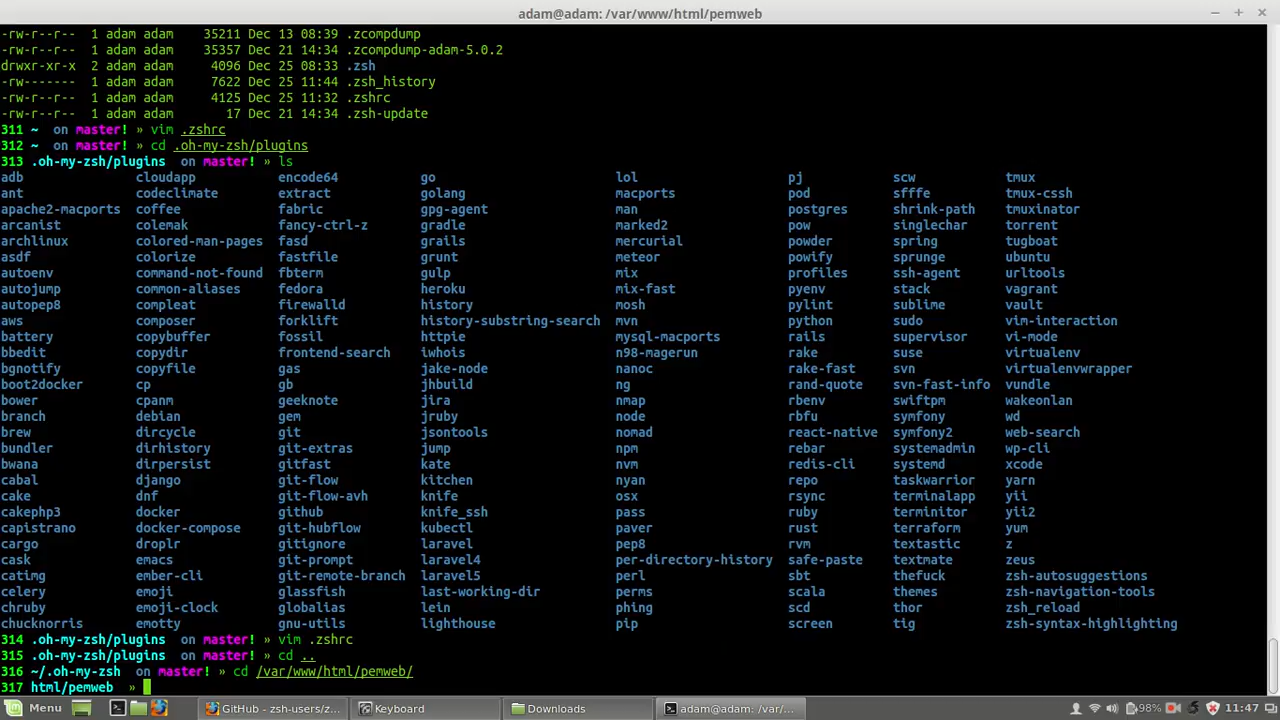 adam@adam: /var/www/html/pemweb
-rw-r--r-- 1 adam adam 35211 Dec 13 08:39 .zcompdump
-rw-r--r-- 1 adam adam 35357 Dec 21 14:34 .zcompdump-adam-5.0.2
drwxr-xr-x 2 adam adam 4096 Dec 25 08:33 .zsh
-rw------- 1 adam adam 7622 Dec 25 11:44 .zsh_history
-rw-r--r-- 1 adam adam 4125 Dec 25 11:32 .zshrc
-rw-r--r-- 1 adam adam 17 Dec 21 14:34 .zsh-update
311 ~ on master! » vim .zshrc
312 ~ on master! » cd .oh-my-zsh/plugins
313 .oh-my-zsh/plugins on master! » ls
adb cloudapp encode64 go lol pj scw tmux
ant codeclimate extract golang macports pod sfffe tmux-cssh
apache2-macports coffee fabric gpg-agent man postgres shrink-path tmuxinator
arcanist colemak fancy-ctrl-z gradle marked2 pow singlechar torrent
archlinux colored-man-pages fasd grails mercurial powder spring tugboat
asdf colorize fastfile grunt meteor powify sprunge ubuntu
autoenv command-not-found fbterm gulp mix profiles ssh-agent urltools
autojump common-aliases fedora heroku mix-fast pyenv stack vagrant
autopep8 compleat firewalld history mosh pylint sublime vault
aws composer forklift history-substring-search mvn python sudo vim-interaction
battery copybuffer fossil httpie mysql-macports rails supervisor vi-mode
bbedit copydir frontend-search iwhois n98-magerun rake suse virtualenv
bgnotify copyfile gas jake-node nanoc rake-fast svn virtualenvwrapper
boot2docker cp gb jhbuild ng rand-quote svn-fast-info vundle
bower cpanm geeknote jira nmap rbenv swiftpm wakeonlan
branch debian gem jruby node rbfu symfony wd
brew dircycle git jsontools nomad react-native symfony2 web-search
bundler dirhistory git-extras jump npm rebar systemadmin wp-cli
bwana dirpersist gitfast kate nvm redis-cli systemd xcode
cabal django git-flow kitchen nyan repo taskwarrior yarn
cake dnf git-flow-avh knife osx rsync terminalapp yii
cakephp3 docker github knife_ssh pass ruby terminitor yii2
capistrano docker-compose git-hubflow kubectl paver rust terraform yum
cargo droplr gitignore laravel pep8 rvm textastic z
cask emacs git-prompt laravel4 per-directory-history safe-paste textmate zeus
catimg ember-cli git-remote-branch laravel5 perl sbt thefuck zsh-autosuggestions
celery emoji glassfish last-working-dir perms scala themes zsh-navigation-tools
chruby emoji-clock globalias lein phing scd thor zsh_reload
chucknorris emotty gnu-utils lighthouse pip screen tig zsh-syntax-highlighting
314 .oh-my-zsh/plugins on master! » vim .zshrc
315 .oh-my-zsh/plugins on master! » cd ..
316 ~/.oh-my-zsh on master! » cd /var/www/html/pemweb/
317 html/pemweb »
Menu GitHub - zsh-users/z... Keyboard Downloads adam@adam: /var/... 98% 11:47